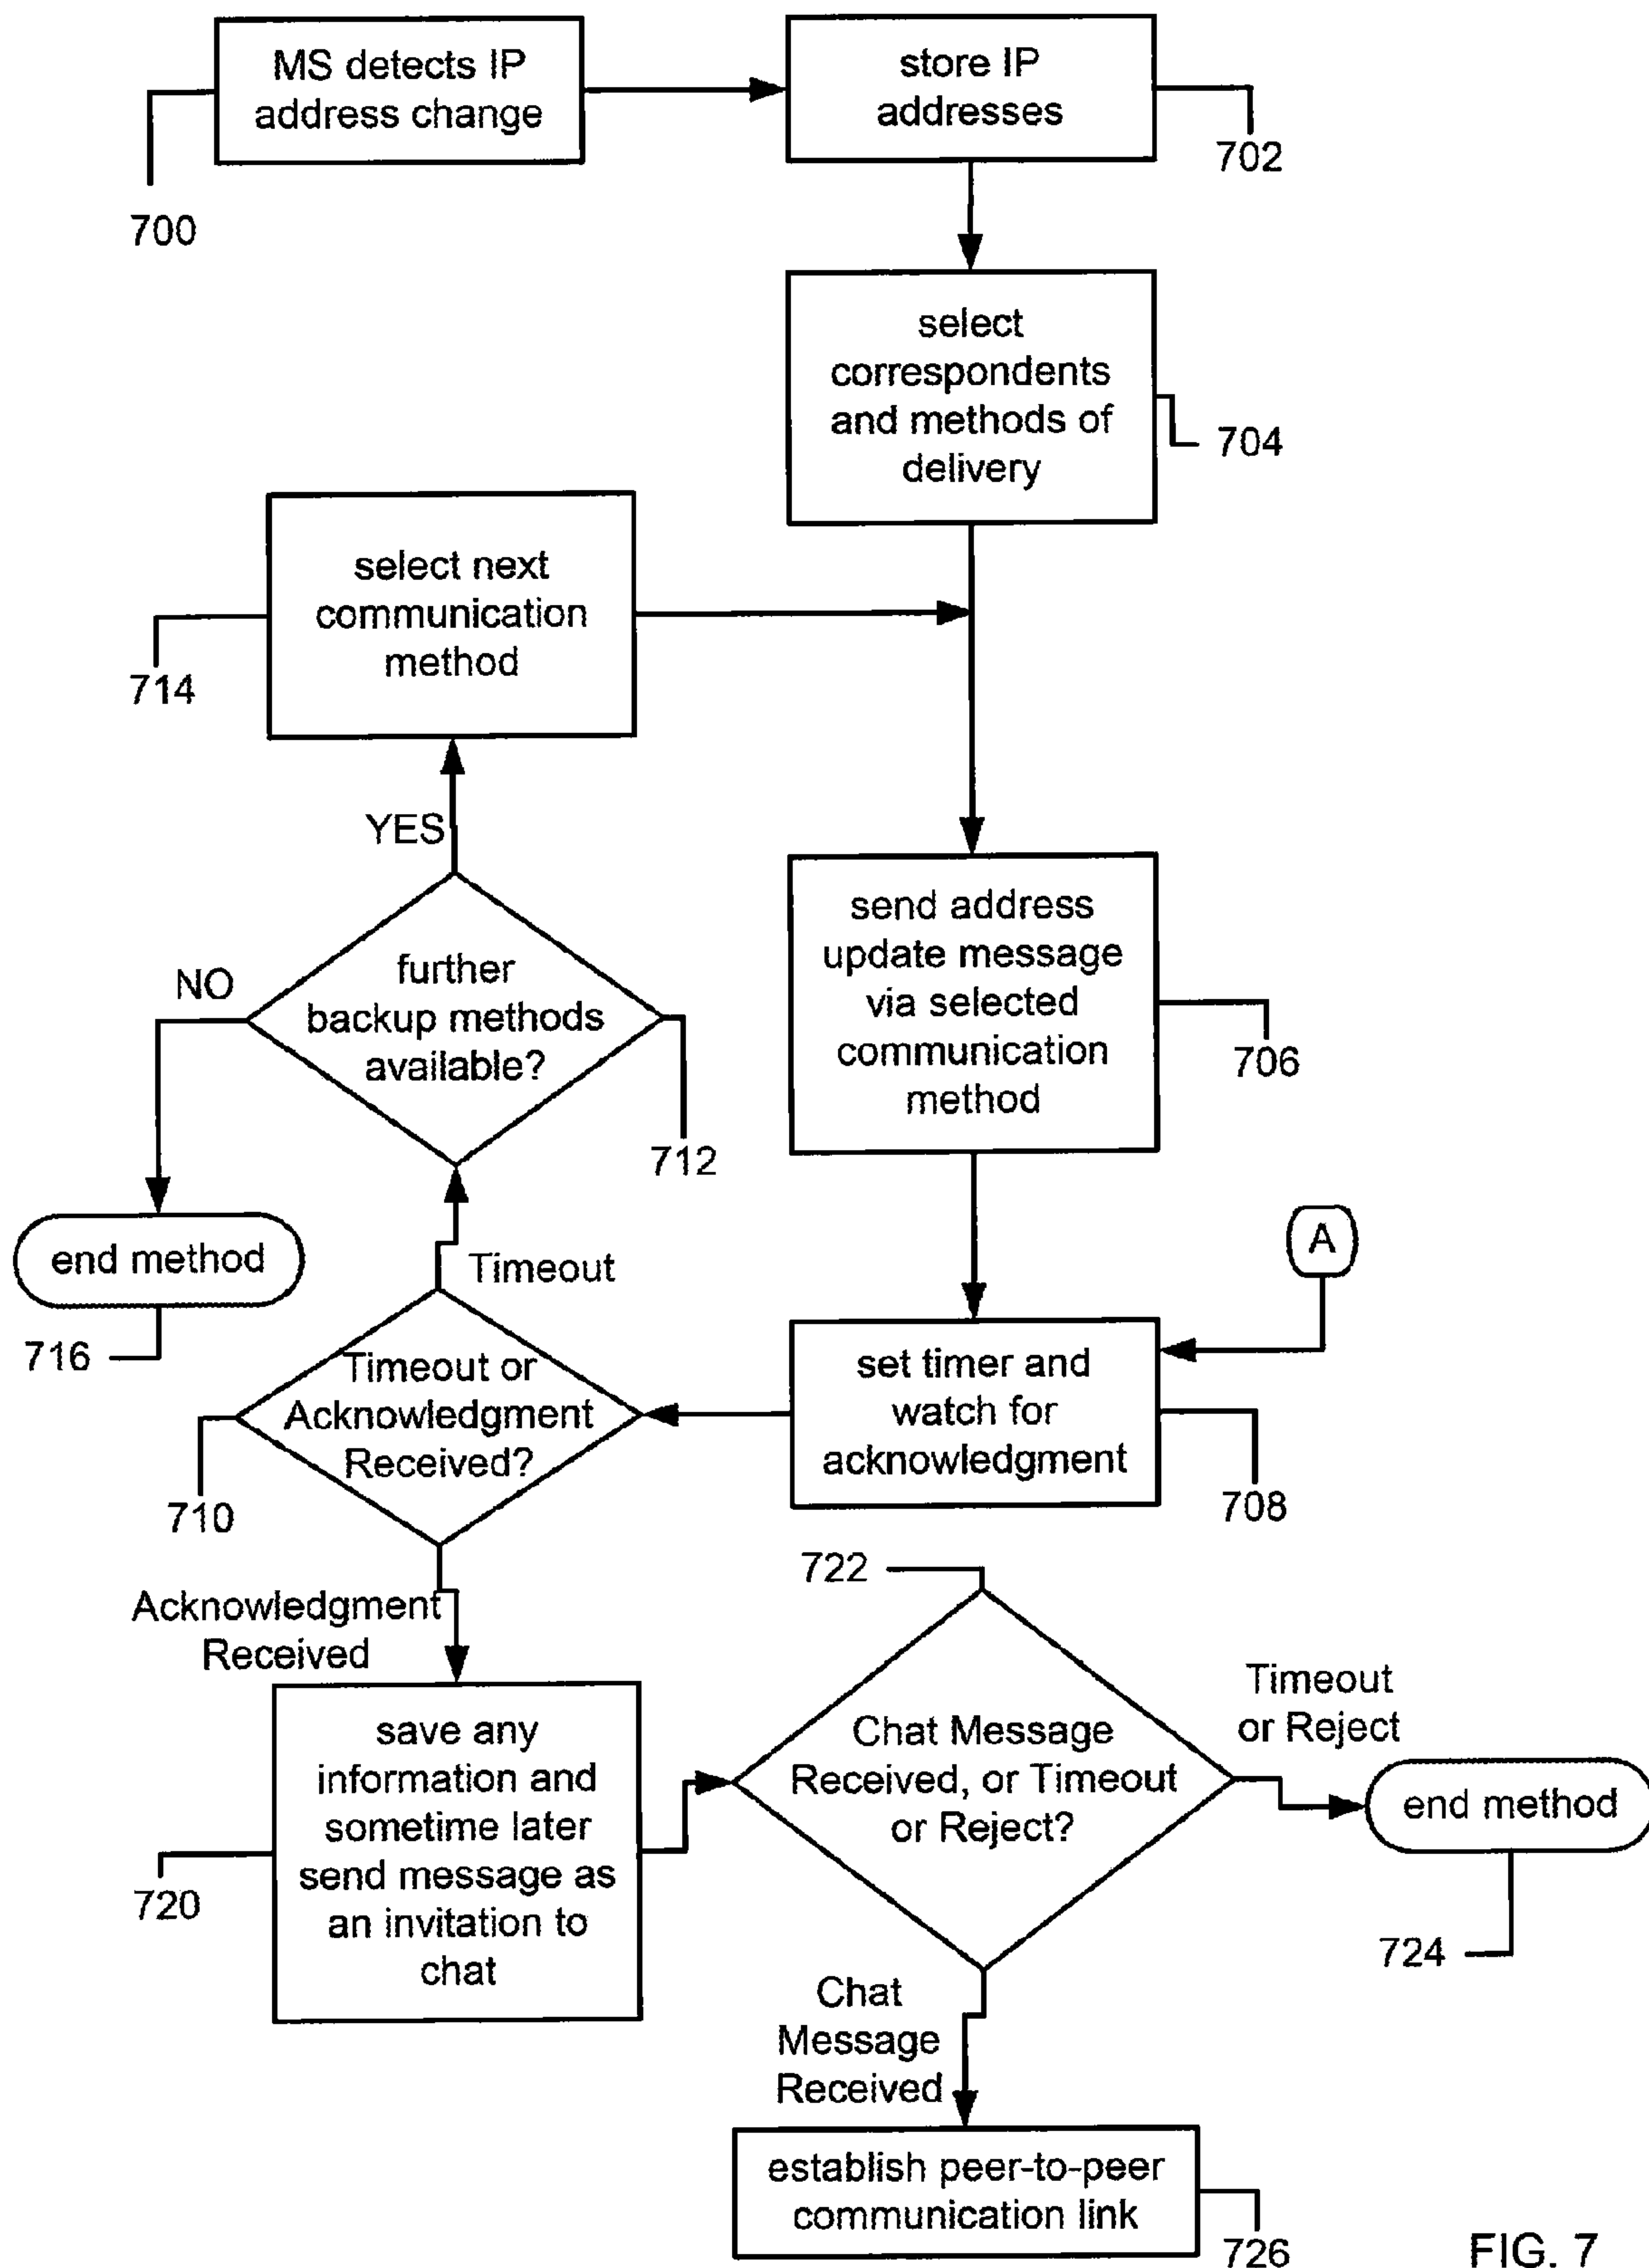 MS detects IP
address change
700
store IP
addresses
702
select
correspondents
and methods of
delivery
704
select next
communication
method
714
YES
NO
further
backup methods
available?
712
send address
update message
via selected
communication
method
706
end method
716
Timeout
A
Timeout or
Acknowledgment
Received?
710
set timer and
watch for
acknowledgment
708
Acknowledgment
Received
save any
information and
sometime later
send message as
an invitation to
chat
720
722
Chat Message
Received, or Timeout
or Reject?
Timeout
or Reject
end method
724
Chat
Message
Received
establish peer-to-peer
communication link
726
FIG. 7